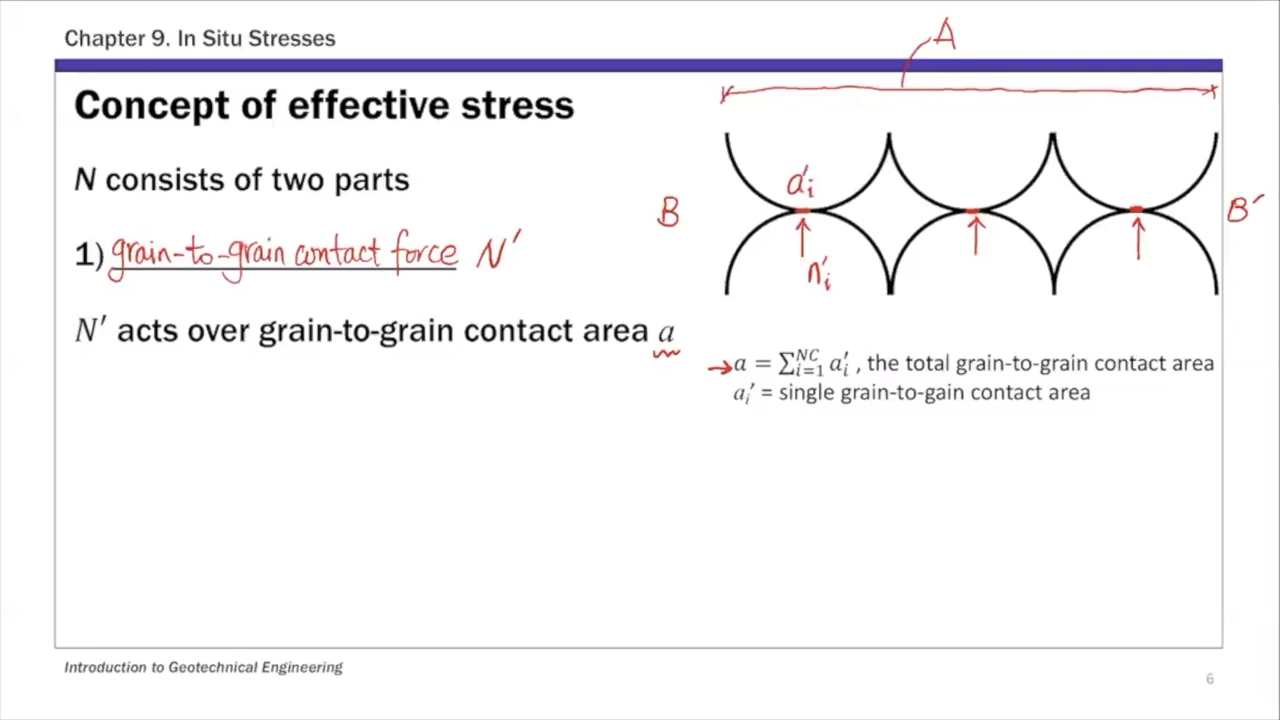 Chapter 9. In Situ Stresses
Concept of effective stress
N consists of two parts
1) grain-to-grain contact force N′
N′ acts over grain-to-grain contact area a
A
B
a′i
B′
n′i
→ a = ∑_{i=1}^{NC} a′i , the total grain-to-grain contact area
ai′ = single grain-to-gain contact area
Introduction to Geotechnical Engineering
6